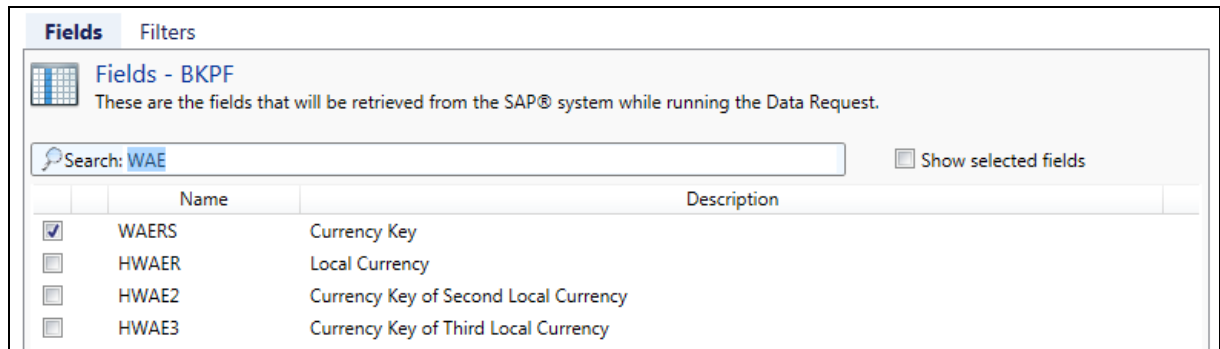 Fields Filters
Fields - BKPF
These are the fields that will be retrieved from the SAP® system while running the Data Request.
Search: WAE Show selected fields
Name Description
WAERS Currency Key
HWAER Local Currency
HWAE2 Currency Key of Second Local Currency
HWAE3 Currency Key of Third Local Currency